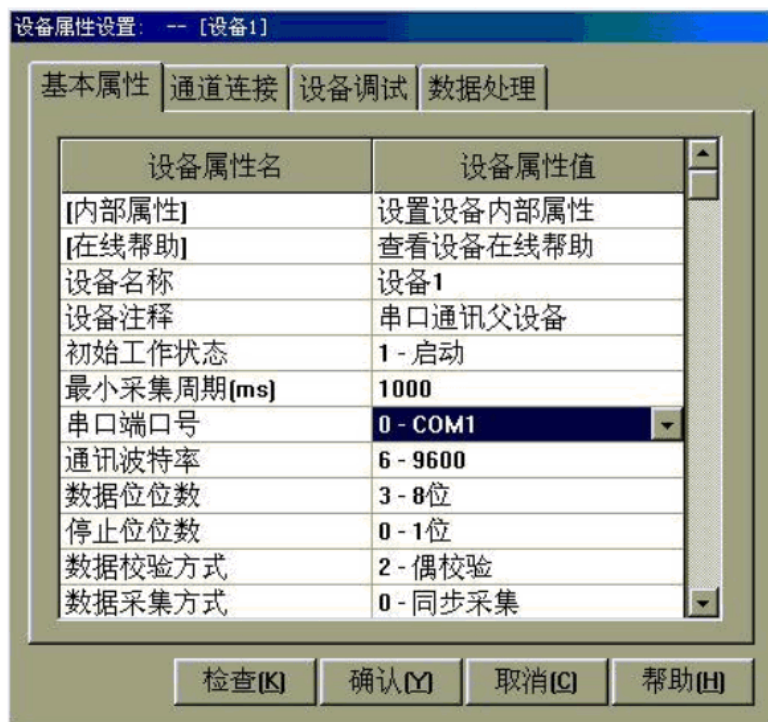 设备属性设置: -- [设备1]
基本属性 通道连接 设备调试 数据处理
设备属性名 设备属性值
[内部属性] 设置设备内部属性
[在线帮助] 查看设备在线帮助
设备名称 设备1
设备注释 串口通讯父设备
初始工作状态 1 - 启动
最小采集周期(ms) 1000
串口端口号 0 - COM1
通讯波特率 6 - 9600
数据位位数 3 - 8位
停止位位数 0 - 1位
数据校验方式 2 - 偶校验
数据采集方式 0 - 同步采集
检查(K) 确认(Y) 取消(C) 帮助(H)